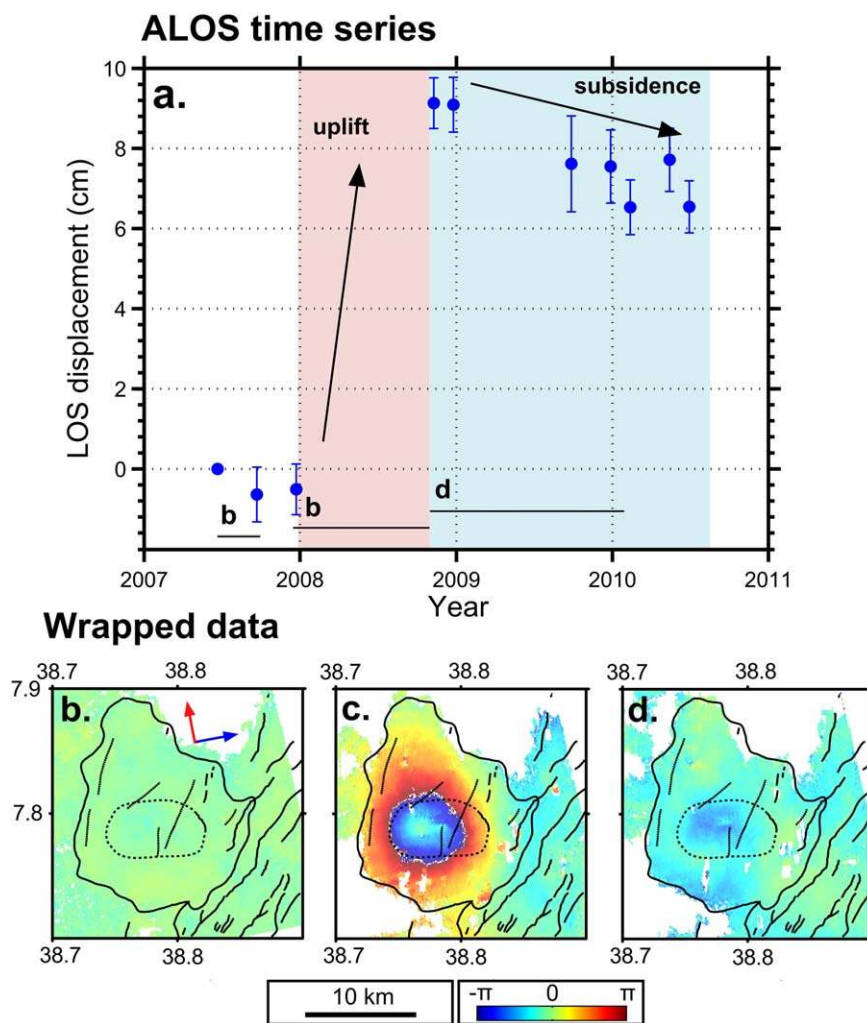 ALOS time series
a.
10
8
6
4
2
0
LOS displacement (cm)
uplift
subsidence
b
b
d
2007
2008
2009
2010
2011
Year
Wrapped data
38.7
38.8
38.7
38.8
38.7
38.8
7.9
7.8
b.
c.
d.
38.7
38.8
38.7
38.8
38.7
38.8
10 km
-π
0
π